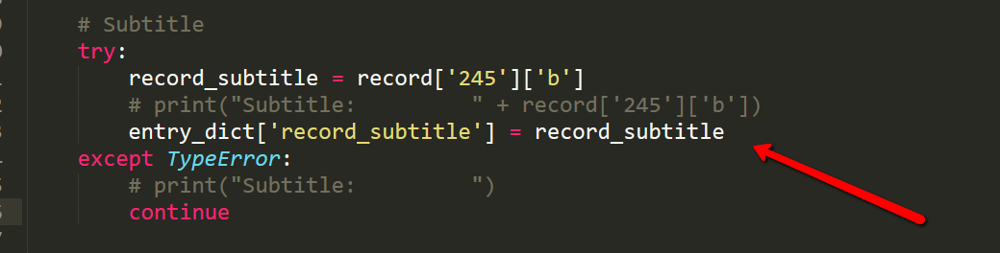 # Subtitle
try:
    record_subtitle = record['245']['b']
    # print("Subtitle:         " + record['245']['b'])
    entry_dict['record_subtitle'] = record_subtitle
except TypeError:
    # print("Subtitle:         ")
    continue